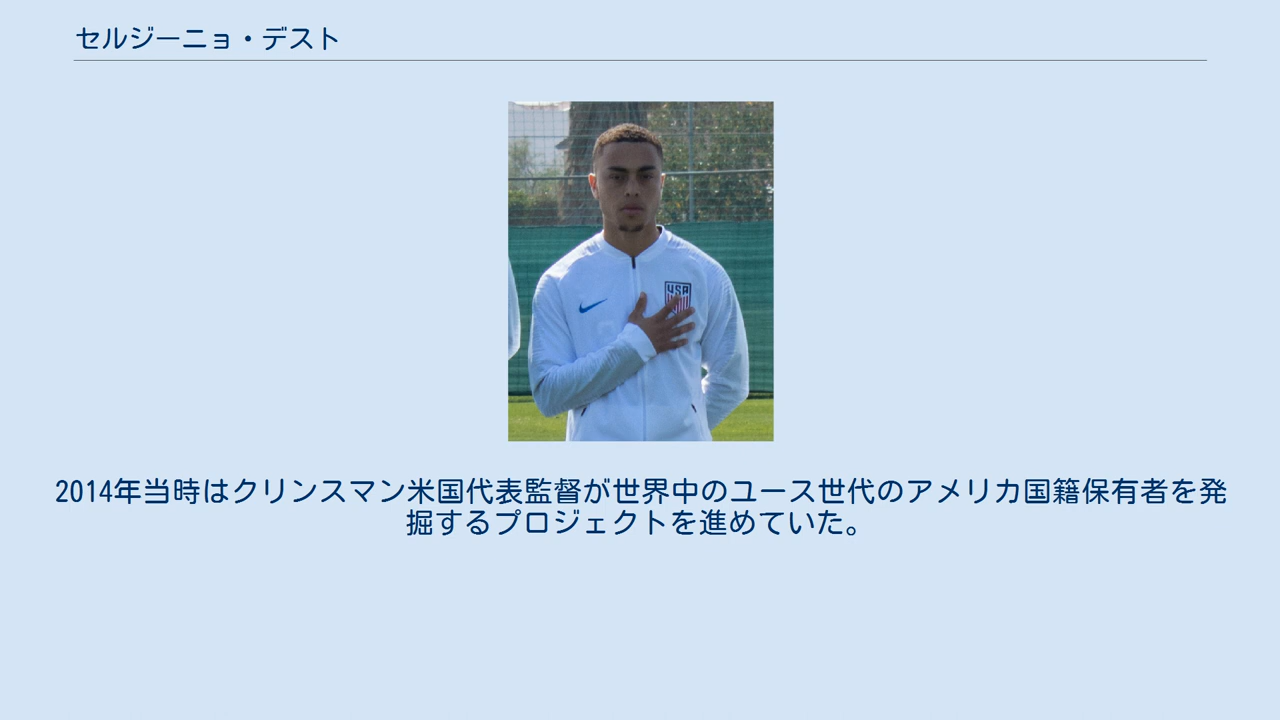 セルジーニョ・デスト
USA
2014年当時はクリンスマン米国代表監督が世界中のユース世代のアメリカ国籍保有者を発
掘するプロジェクトを進めていた。